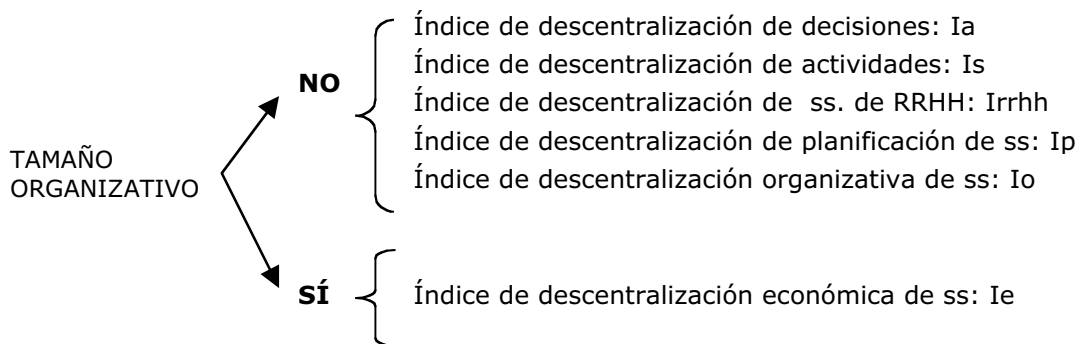 TAMAÑO
ORGANIZATIVO
NO
Índice de descentralización de decisiones: Ia
Índice de descentralización de actividades: Is
Índice de descentralización de ss. de RRHH: Irrhh
Índice de descentralización de planificación de ss: Ip
Índice de descentralización organizativa de ss: Io
SÍ
Índice de descentralización económica de ss: Ie